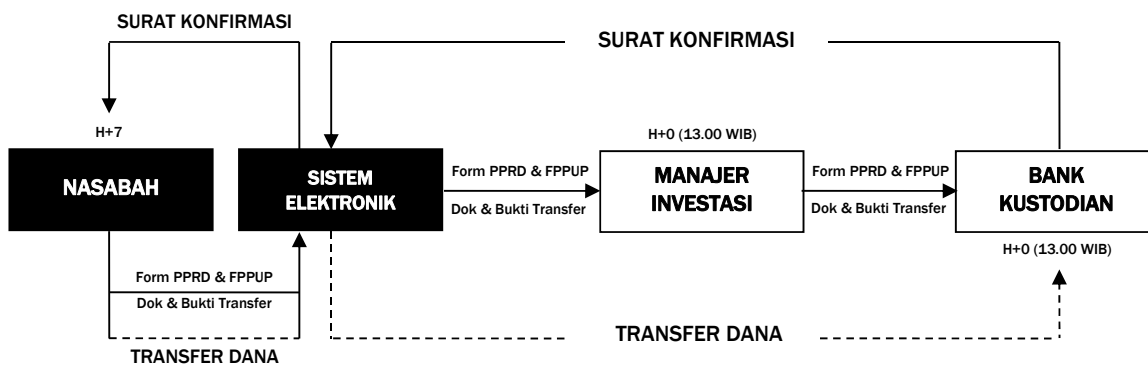 SURAT KONFIRMASI
SURAT KONFIRMASI
H+7
H+0 (13.00 WIB)
NASABAH
SISTEM
ELEKTRONIK
Form PPRD & FPPUP
Dok & Bukti Transfer
MANAJER
INVESTASI
Form PPRD & FPPUP
Dok & Bukti Transfer
BANK
KUSTODIAN
H+0 (13.00 WIB)
Form PPRD & FPPUP
Dok & Bukti Transfer
TRANSFER DANA
TRANSFER DANA